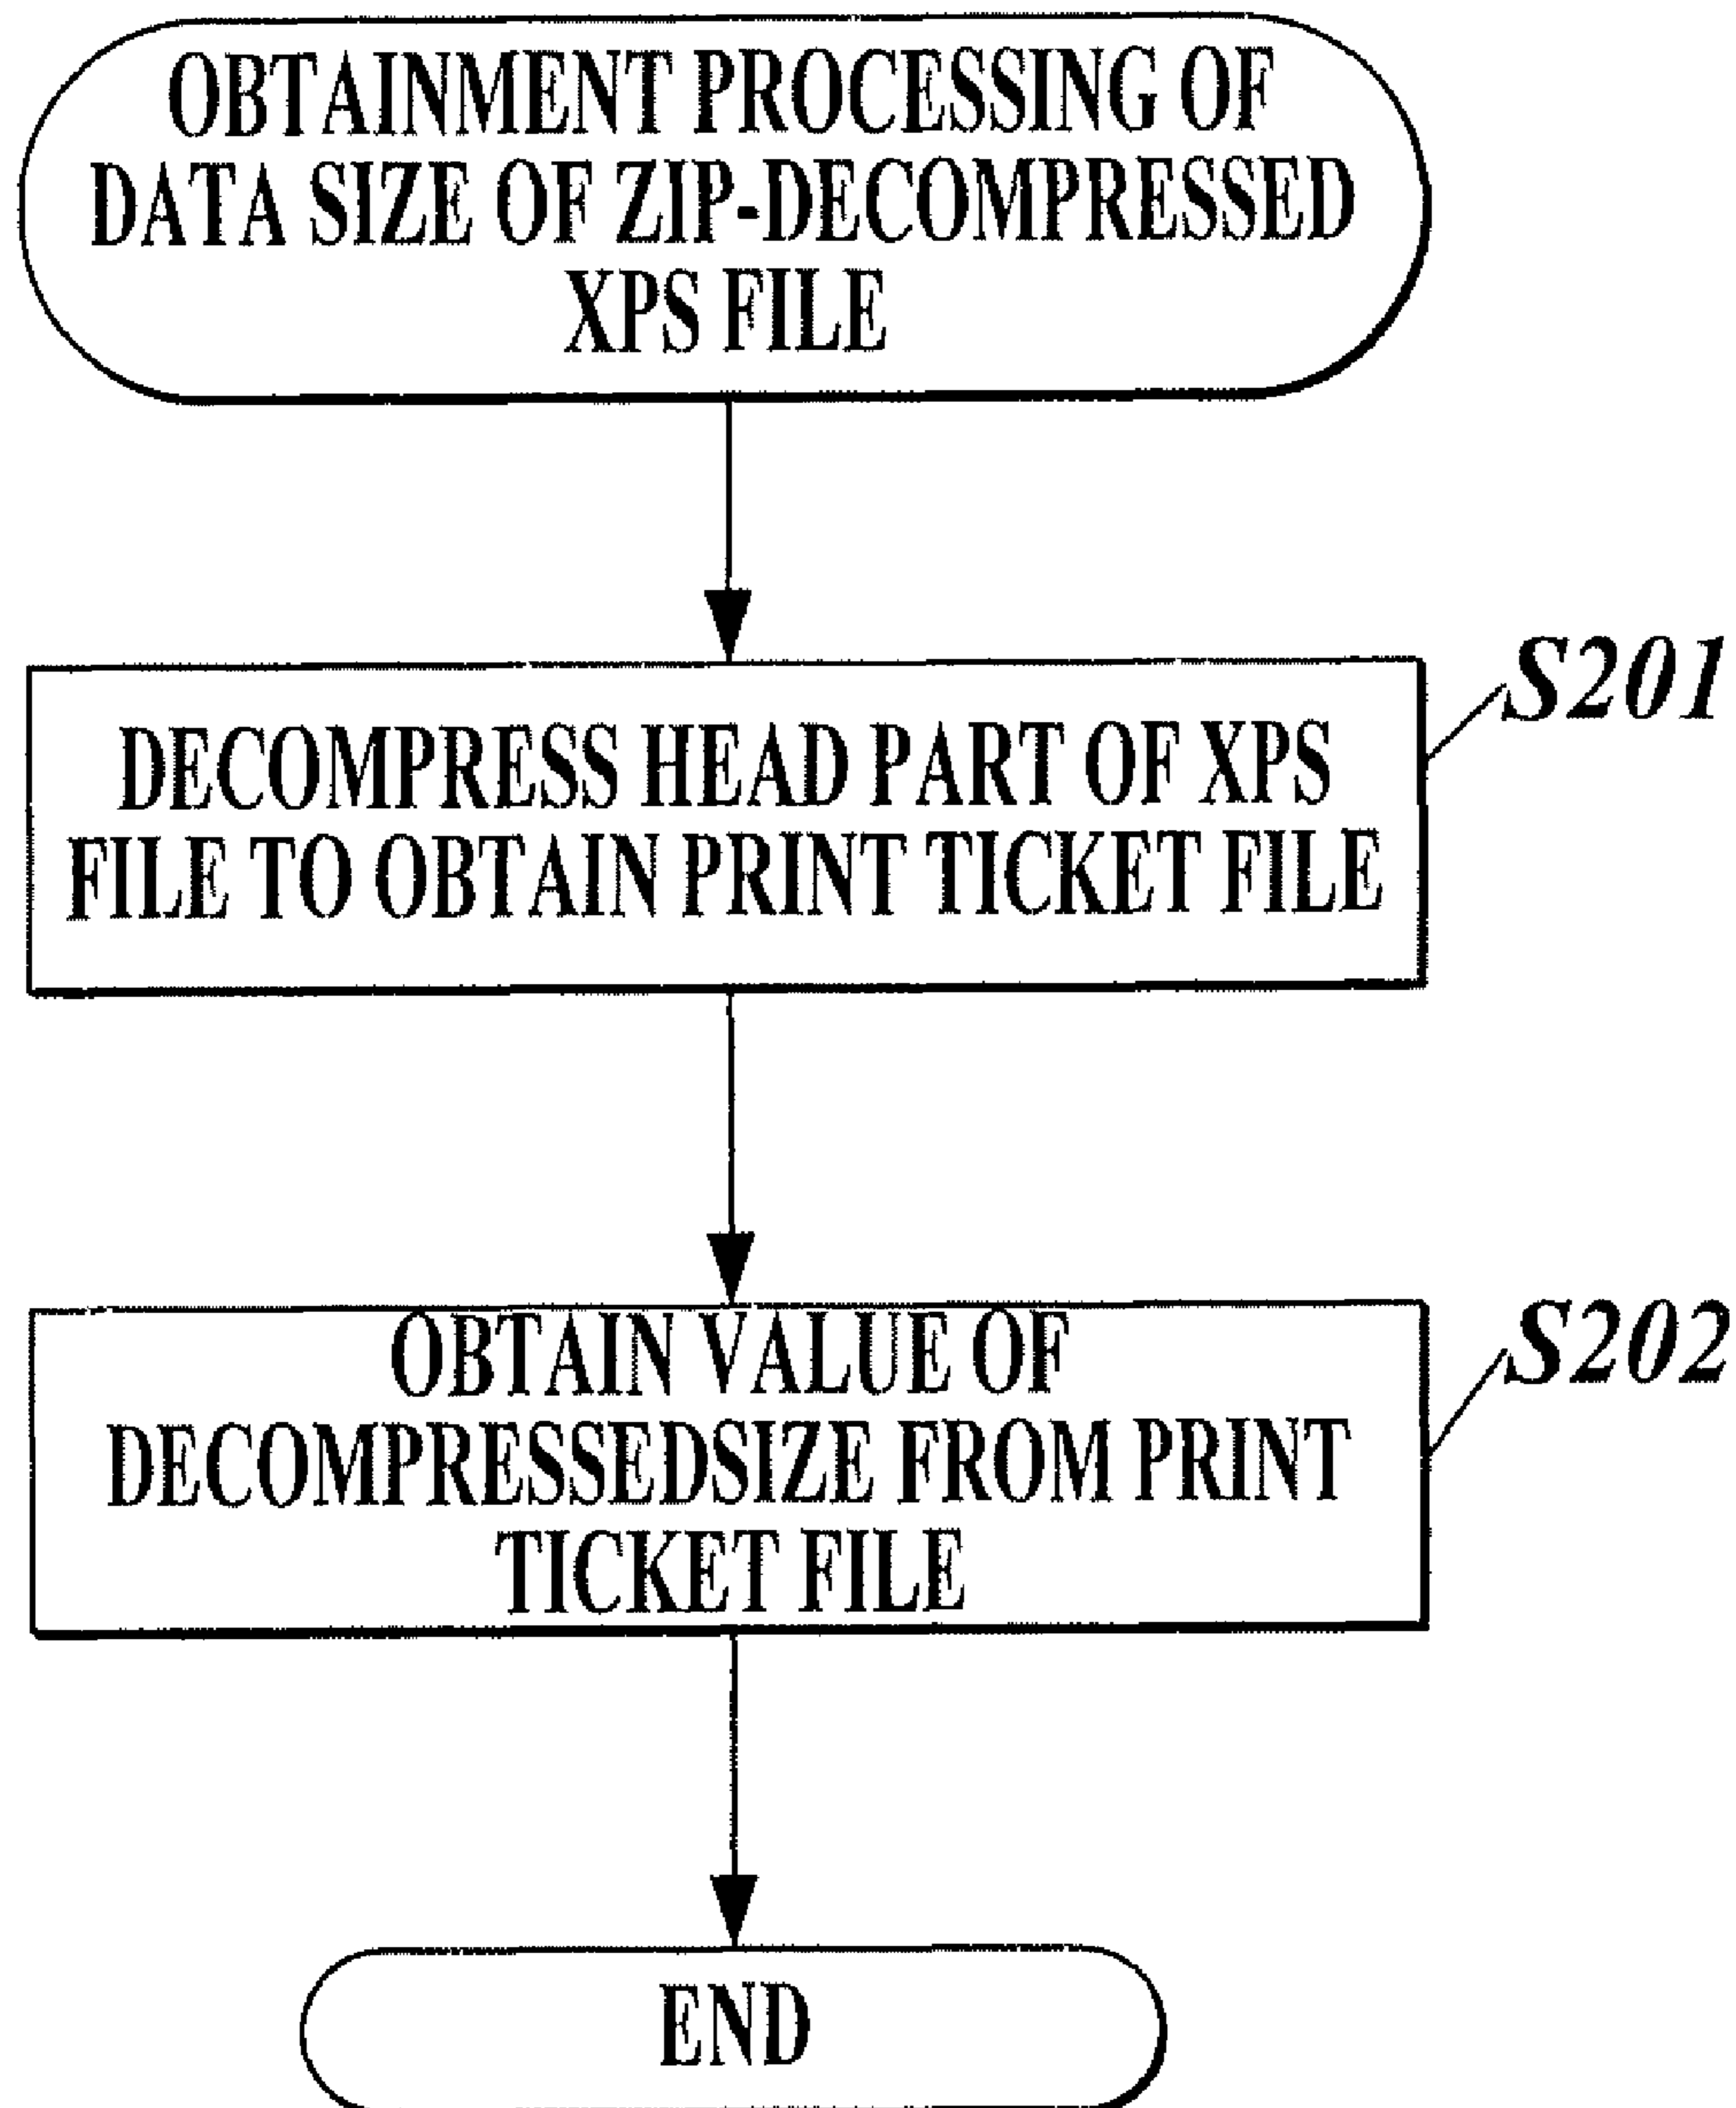 OBTAINMENT PROCESSING OF
DATA SIZE OF ZIP-DECOMPRESSED
XPS FILE
S201
DECOMPRESS HEAD PART OF XPS
FILE TO OBTAIN PRINT TICKET FILE
S202
OBTAIN VALUE OF
DECOMPRESSEDSIZE FROM PRINT
TICKET FILE
END